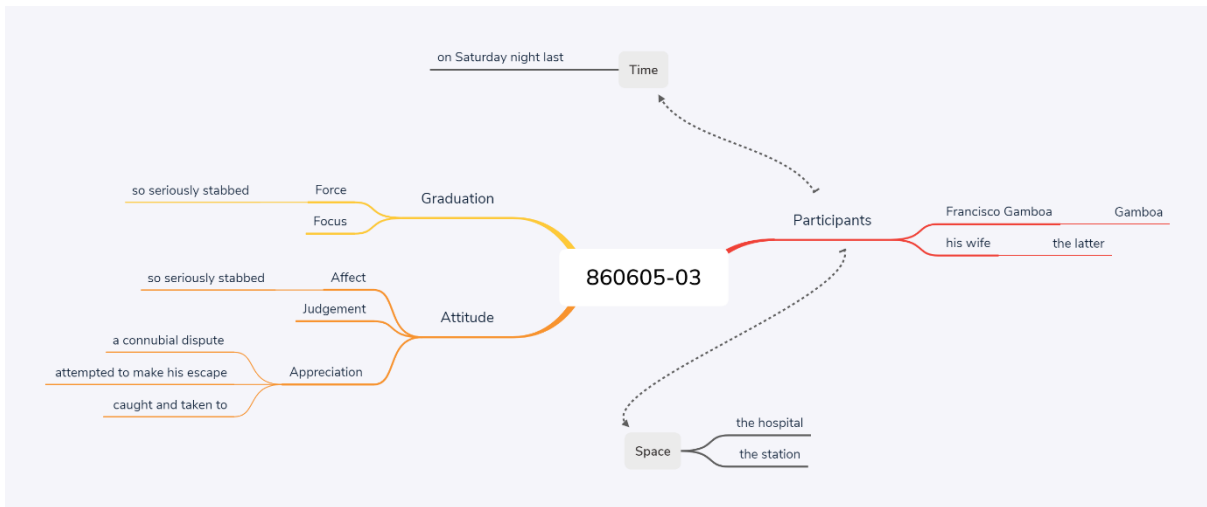 on Saturday night last
Time
so seriously stabbed
Force
Graduation
Focus
Participants
Francisco Gamboa
Gamboa
his wife
the latter
860605-03
so seriously stabbed
Affect
Judgement
Attitude
a connubial dispute
attempted to make his escape
Appreciation
caught and taken to
Space
the hospital
the station